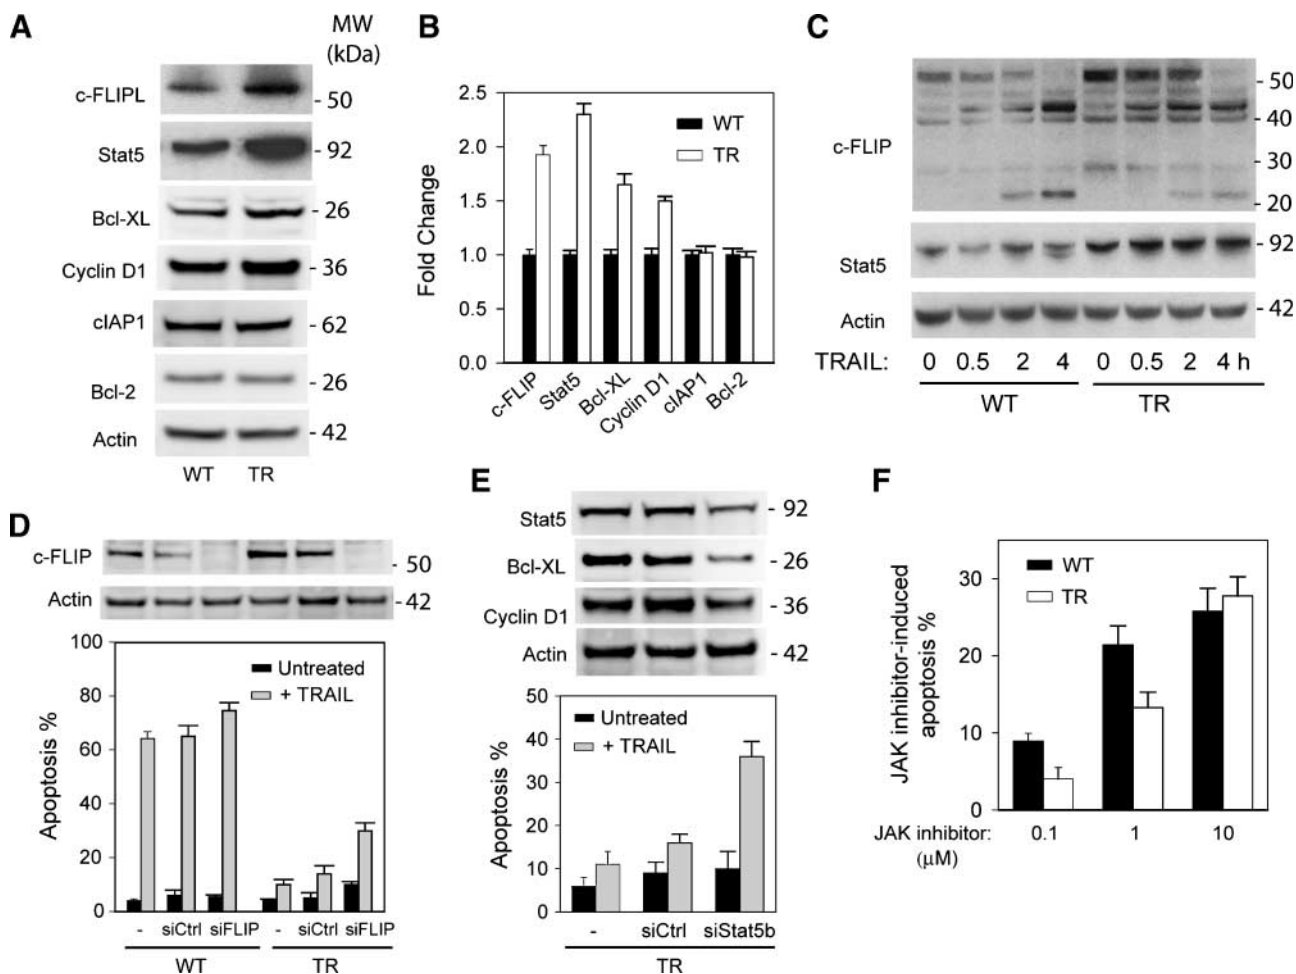 A
MW
(kDa)
c-FLIPL
- 50
Stat5
- 92
Bcl-XL
- 26
Cyclin D1
- 36
cIAP1
- 62
Bcl-2
- 26
Actin
- 42
WT TR
B
Fold Change
2.5
2.0
1.5
1.0
0.5
0.0
WT
TR
c-FLIP
Stat5
Bcl-XL
Cyclin D1
cIAP1
Bcl-2
C
c-FLIP
- 50
- 40
- 30
- 20
Stat5
- 92
Actin
- 42
TRAIL: 0 0.5 2 4 0 0.5 2 4 h
WT TR
D
c-FLIP
- 50
Actin
- 42
Apoptosis %
100
80
60
40
20
0
Untreated
+ TRAIL
- siCtrl siFLIP - siCtrl siFLIP
WT TR
E
Stat5
- 92
Bcl-XL
- 26
Cyclin D1
- 36
Actin
- 42
Apoptosis %
50
40
30
20
10
0
Untreated
+ TRAIL
- siCtrl siStat5b
TR
F
JAK inhibitor-induced
apoptosis %
30
20
10
0
WT
TR
JAK inhibitor: 0.1 1 10
(μM)